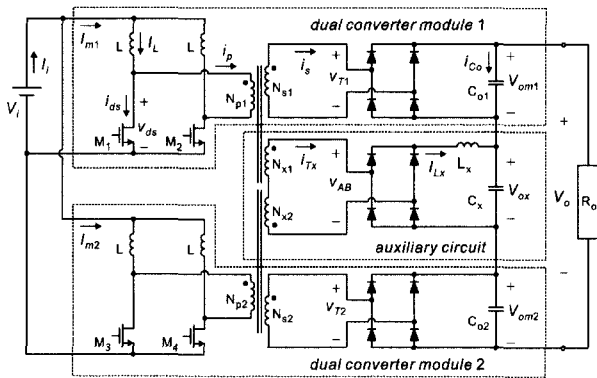 dual converter module 1
I_m1 L I_L L i_p i_s i_Co
I_i N_p1 N_s1 V_T1 C_o1 V_om1
V_i i_ds V_ds M_1 M_2
N_x1 i_Tx V_AB I_Lx L_x
N_x2 C_x V_ox V_o R_o
auxiliary circuit
I_m2 L L
N_p2 N_s2 V_T2 C_o2 V_om2
M_3 M_4
dual converter module 2